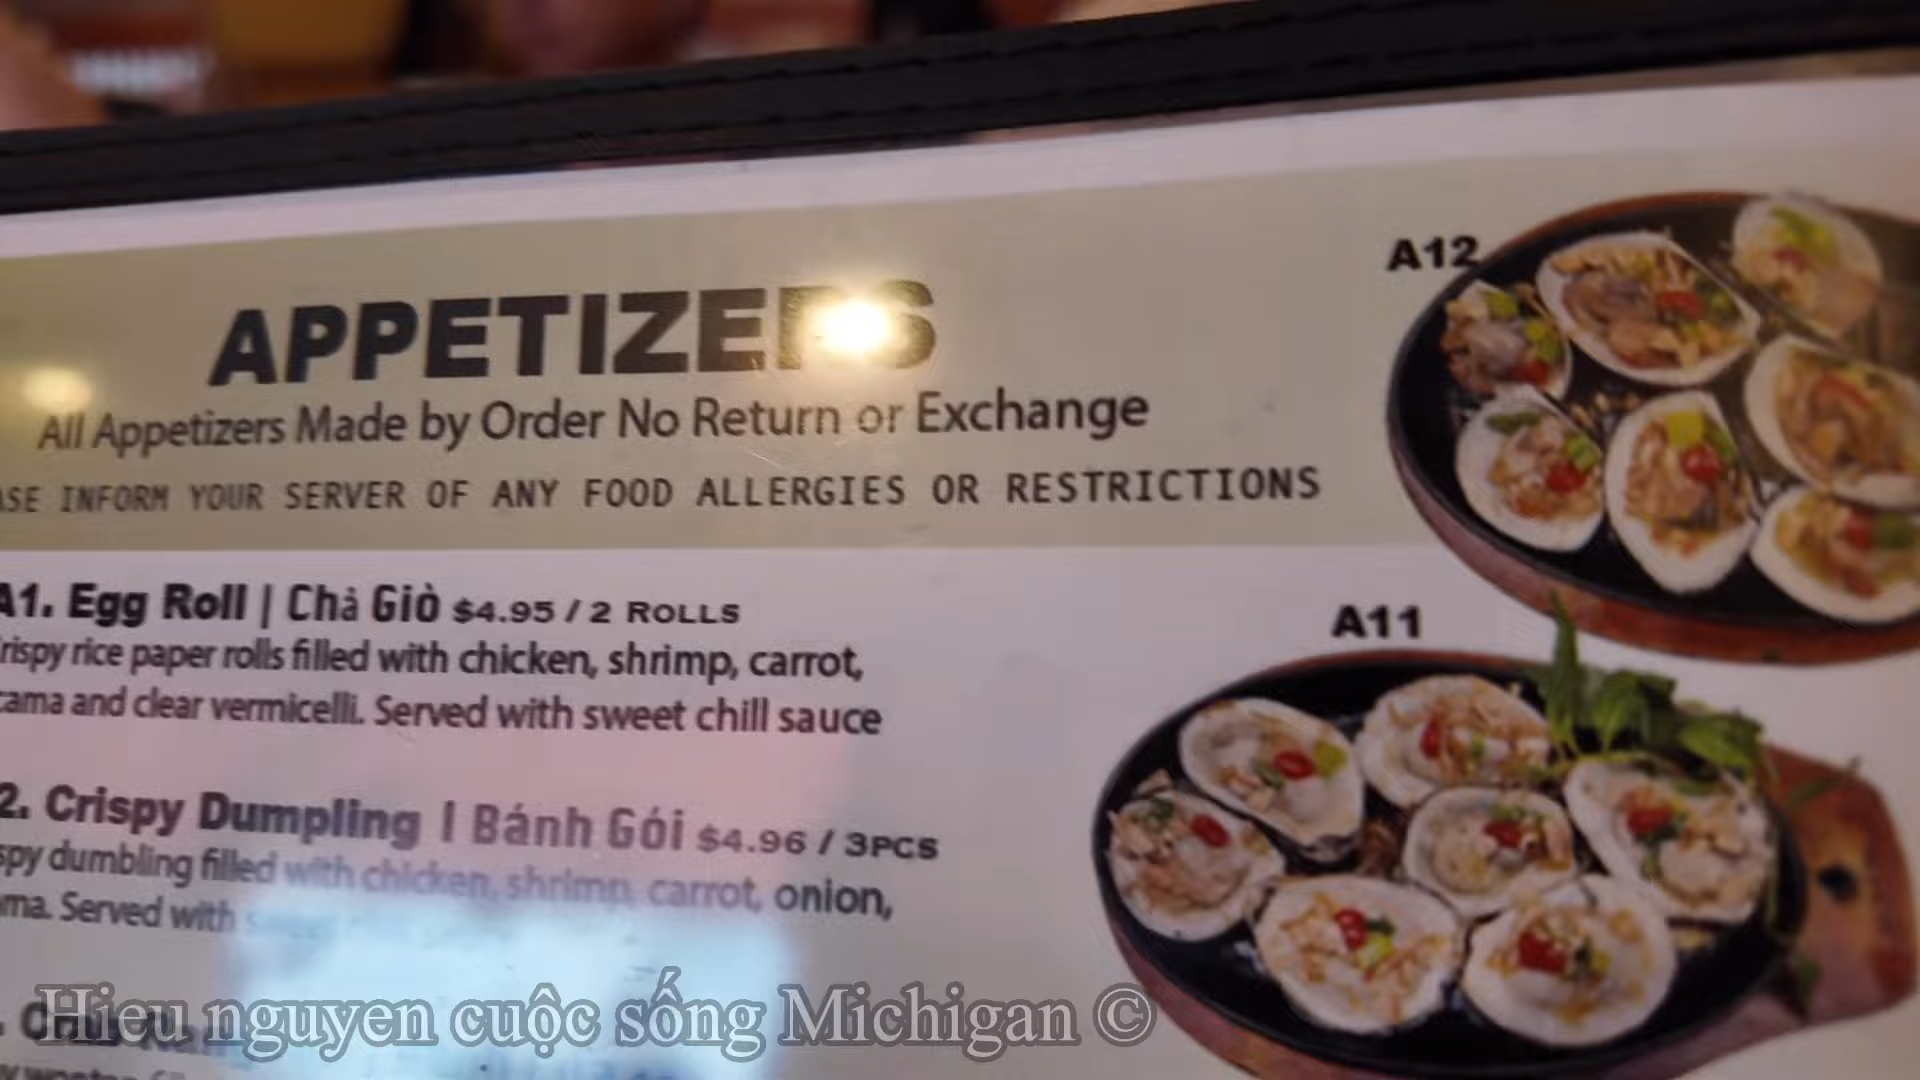 APPETIZERS
All Appetizers Made by Order No Return or Exchange
INFORM YOUR SERVER OF ANY FOOD ALLERGIES OR RESTRICTIONS
A12
A1. Egg Roll | Chả Giò $4.95 / 2 ROLLS
rispy rice paper rolls filled with chicken, shrimp, carrot,
cama and clear vermicelli. Served with sweet chill sauce
A11
2. Crispy Dumpling | Bánh Gói $4.96 / 3PCS
spy dumbling filled with chicken, shrimp, carrot, onion,
ma. Served with
Hieu nguyen cuộc sống Michigan ©